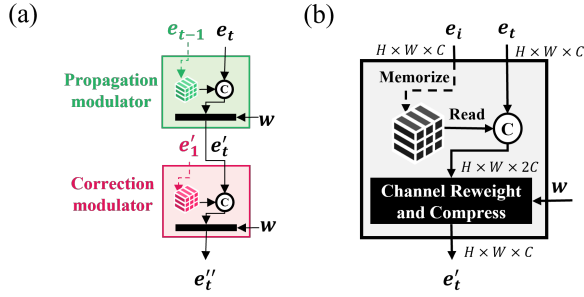 (a)
e_{t-1}
e_t
Propagation
modulator
C
w
e'_1
e'_t
Correction
modulator
C
w
e''_t
(b)
e_i
e_t
H × W × C
H × W × C
Memorize
Read
C
H × W × 2C
Channel Reweight
and Compress
w
H × W × C
e'_t